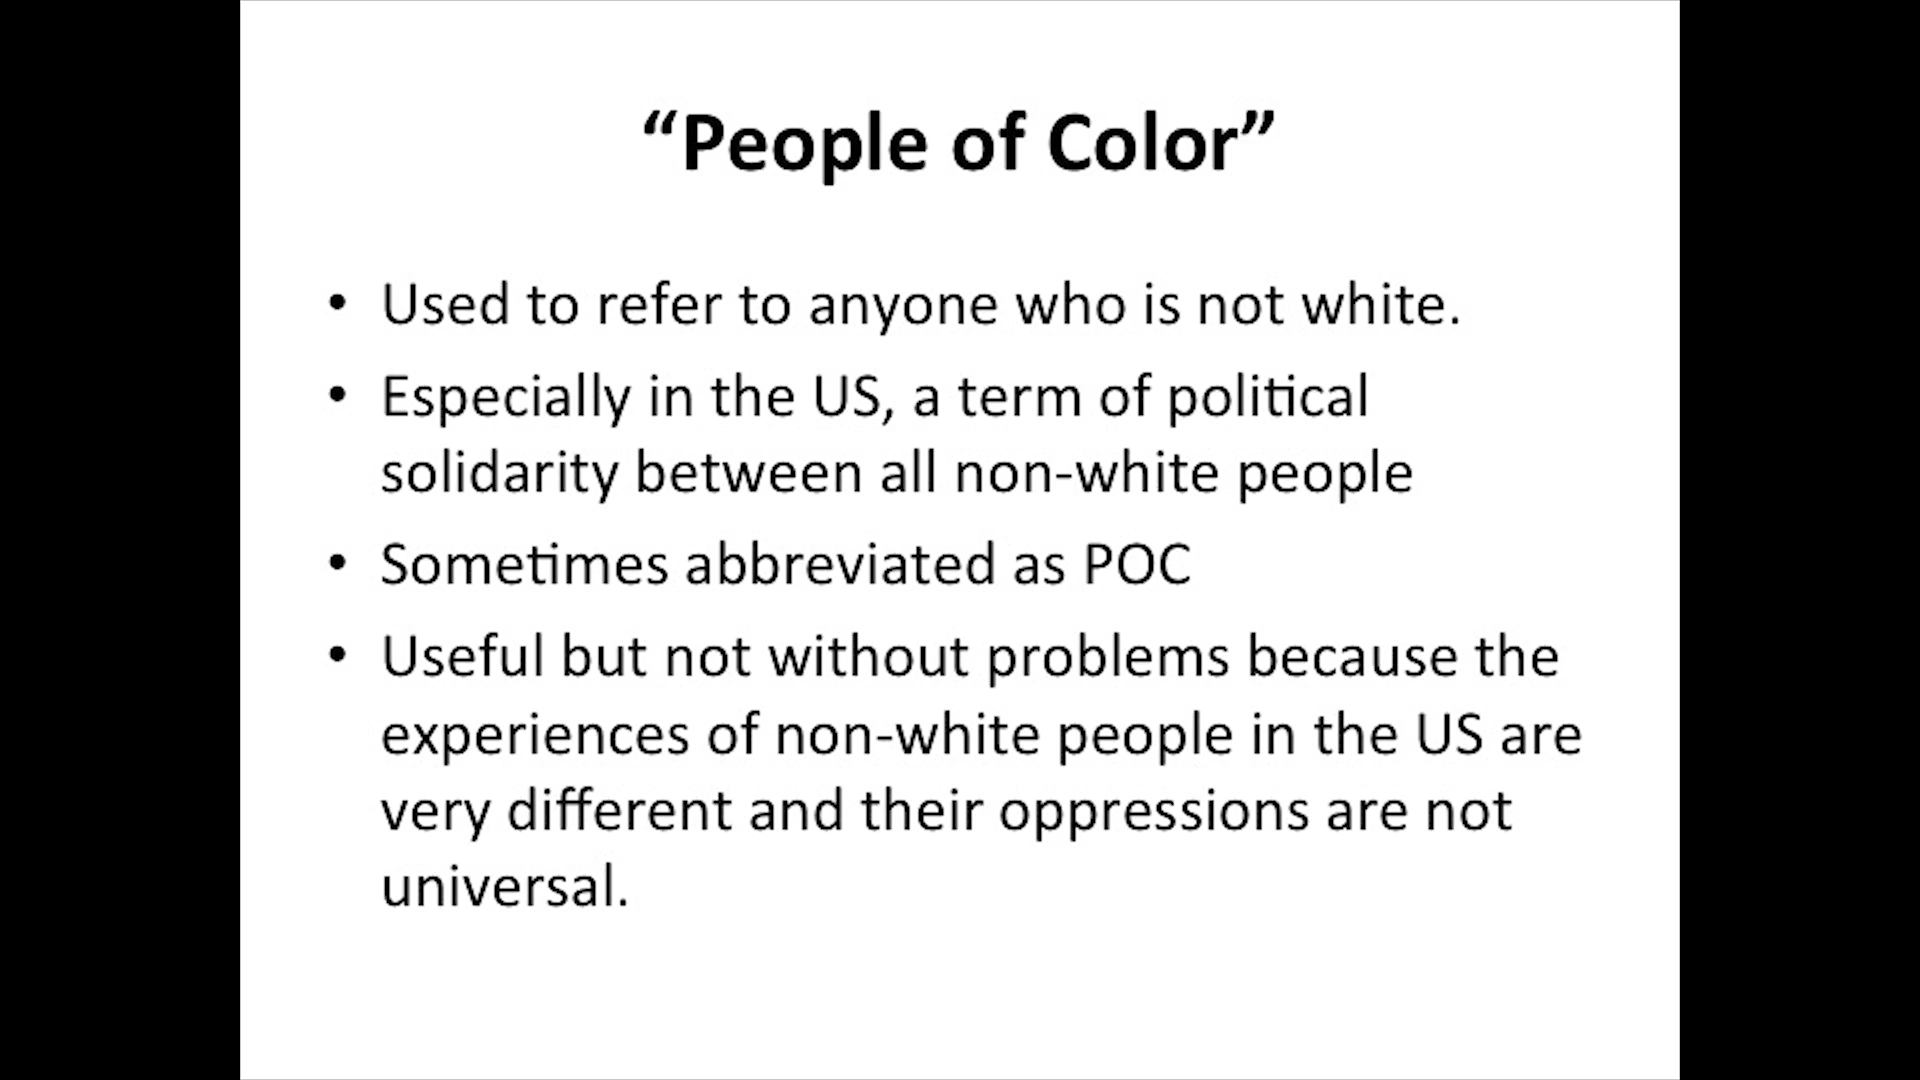 “People of Color”
• Used to refer to anyone who is not white.
• Especially in the US, a term of political
solidarity between all non-white people
• Sometimes abbreviated as POC
• Useful but not without problems because the
experiences of non-white people in the US are
very different and their oppressions are not
universal.